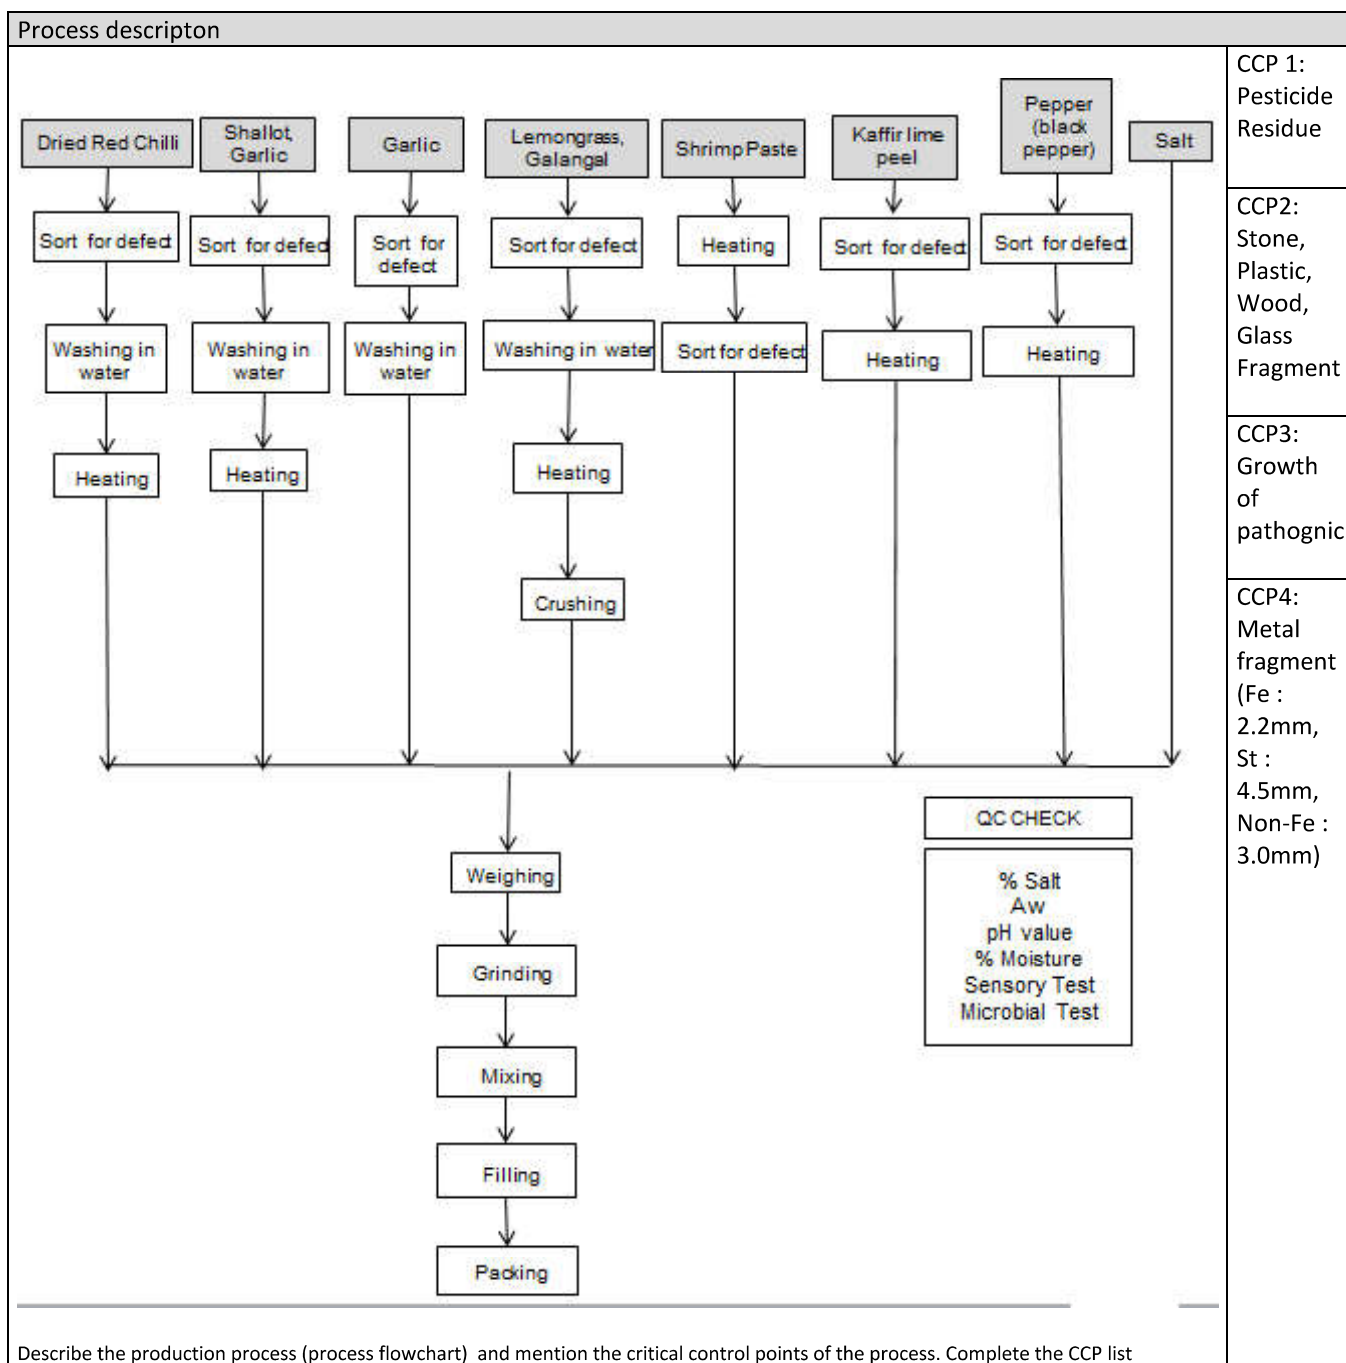 Process descripton
Dried Red Chilli
Shallot,
Garlic
Garlic
Lemongrass,
Galangal
Shrimp Paste
Kaffir lime
peel
Pepper
(black
pepper)
Salt
Sort for defect
Sort for defect
Sort for
defect
Sort for defect
Heating
Sort for defect
Sort for defect
Washing in
water
Washing in
water
Washing in
water
Washing in water
Sort for defect
Heating
Heating
Heating
Heating
Heating
Crushing
Weighing
Grinding
Mixing
Filling
Packing
QC CHECK
% Salt
Aw
pH value
% Moisture
Sensory Test
Microbial Test
CCP 1:
Pesticide
Residue
CCP2:
Stone,
Plastic,
Wood,
Glass
Fragment
CCP3:
Growth
of
pathognic
CCP4:
Metal
fragment
(Fe :
2.2mm,
St :
4.5mm,
Non-Fe :
3.0mm)
Describe the production process (process flowchart) and mention the critical control points of the process. Complete the CCP list